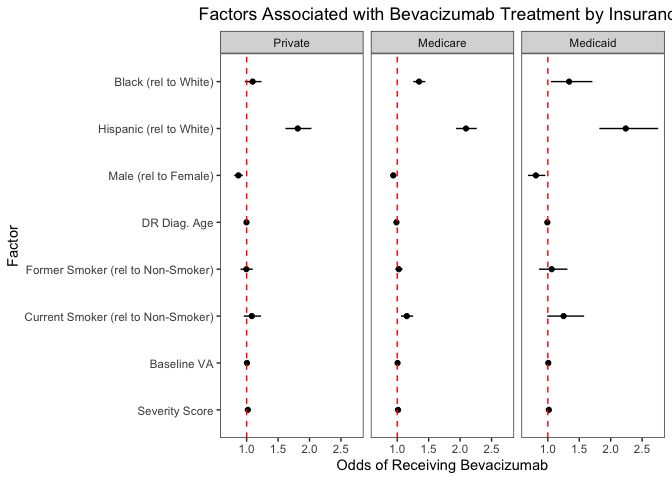 Factors Associated with Bevacizumab Treatment by Insuranc
Private Medicare Medicaid
Factor
Black (rel to White)
Hispanic (rel to White)
Male (rel to Female)
DR Diag. Age
Former Smoker (rel to Non-Smoker)
Current Smoker (rel to Non-Smoker)
Baseline VA
Severity Score
1.0 1.5 2.0 2.5 1.0 1.5 2.0 2.5 1.0 1.5 2.0 2.5
Odds of Receiving Bevacizumab